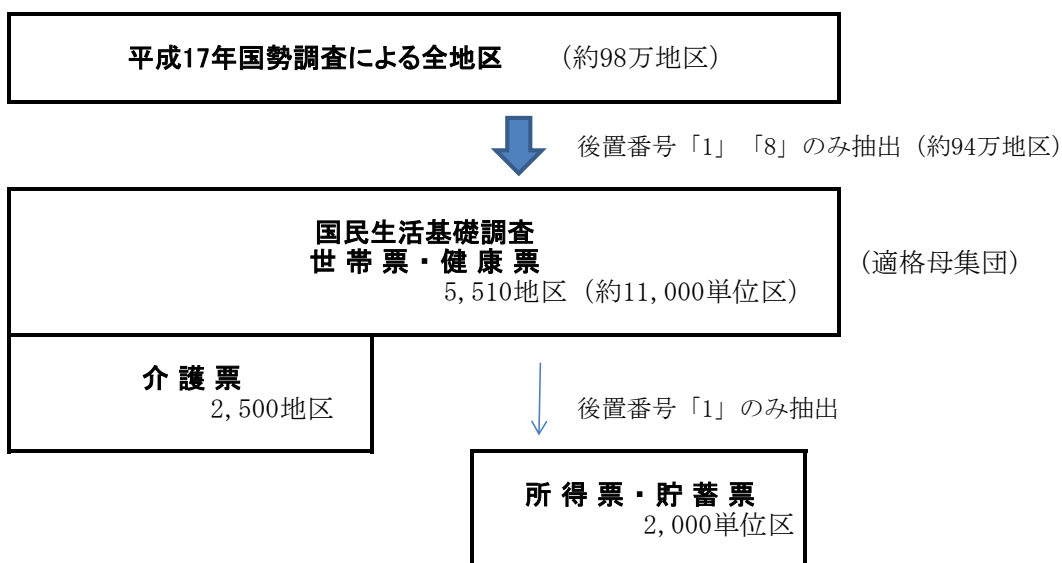 平成17年国勢調査による全地区 (約98万地区)
後置番号「1」「8」のみ抽出(約94万地区)
国民生活基礎調査
世 帯 票・健 康 票
5,510地区(約11,000単位区)
(適格母集団)
介 護 票
2,500地区
後置番号「1」のみ抽出
所 得 票・貯 蓄 票
2,000単位区